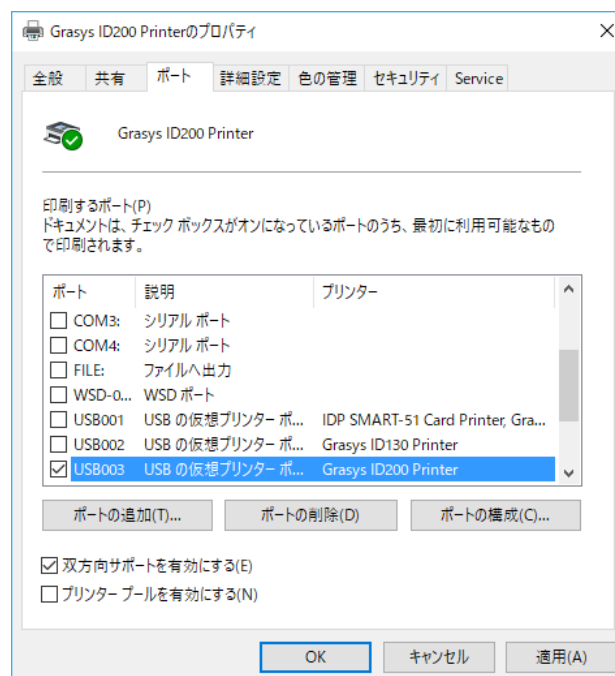 Grasys ID200 Printerのプロパティ
全般 共有 ポート 詳細設定 色の管理 セキュリティ Service
Grasys ID200 Printer
印刷するポート(P)
ドキュメントは、チェック ボックスがオンになっているポートのうち、最初に利用可能なもの
で印刷されます。
ポート 説明 プリンター
COM3: シリアル ポート
COM4: シリアル ポート
FILE: ファイルへ出力
WSD-0... WSD ポート
USB001 USB の仮想プリンター ポ... IDP SMART-51 Card Printer, Gra...
USB002 USB の仮想プリンター ポ... Grasys ID130 Printer
USB003 USB の仮想プリンター ポ... Grasys ID200 Printer
ポートの追加(T)... ポートの削除(D) ポートの構成(C)...
双方向サポートを有効にする(E)
プリンター プールを有効にする(N)
OK キャンセル 適用(A)